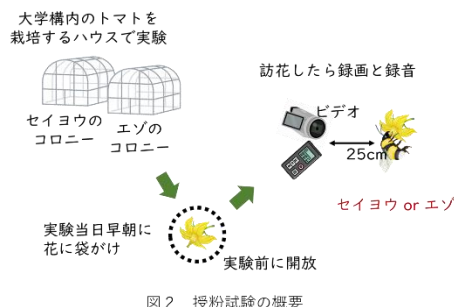 大学構内のトマトを
栽培するハウスで実験
セイヨウの
コロニー
エゾの
コロニー
訪花したら録画と録音
ビデオ
25cm
セイヨウ or エゾ
実験当日早朝に
花に袋がけ
実験前に開放
図2 授粉試験の概要